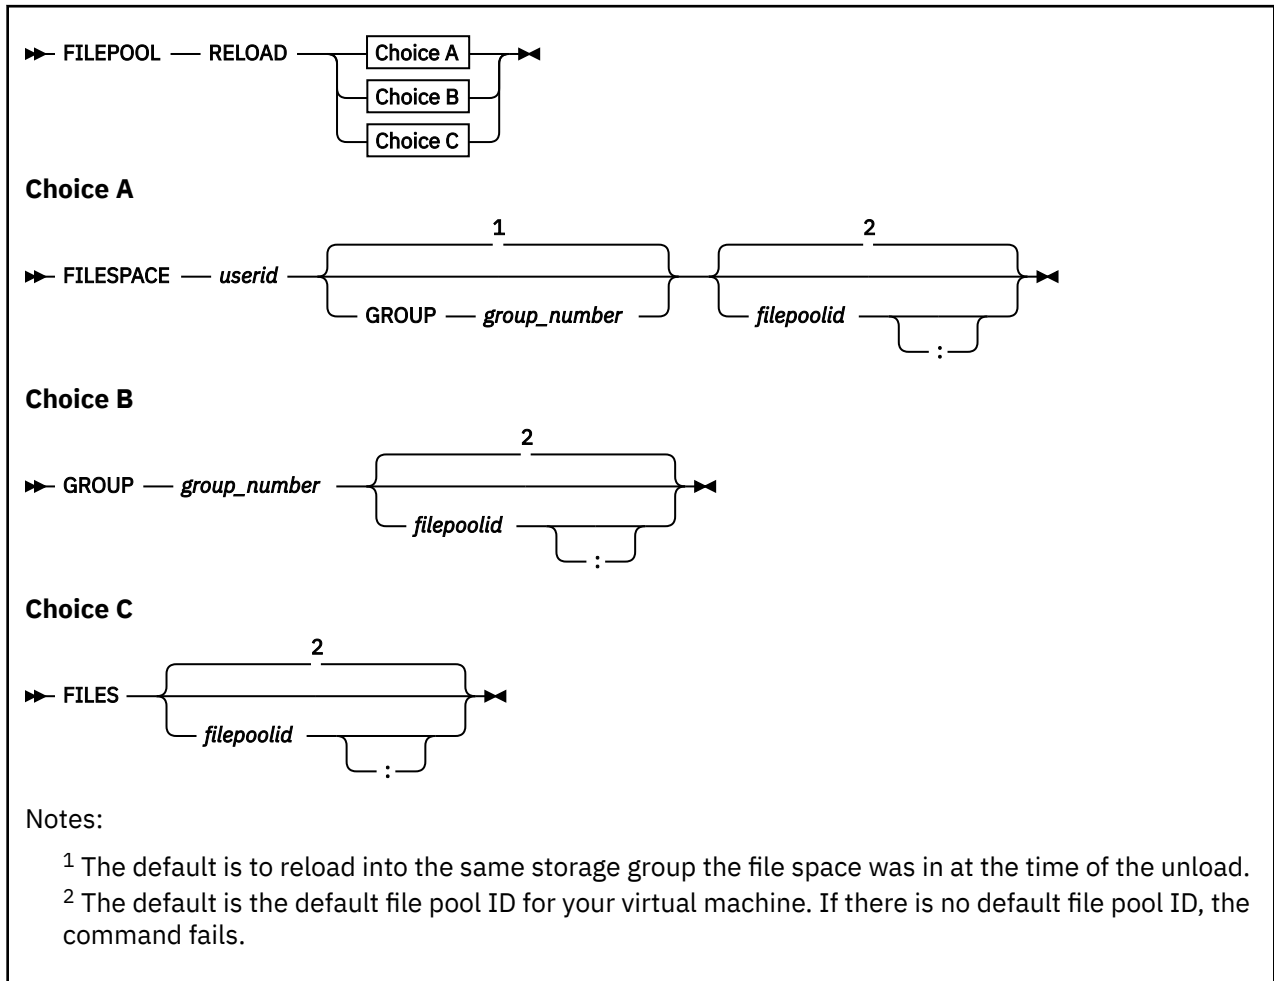 FILEPOOL RELOAD Choice A
Choice B
Choice C
Choice A
1 2
FILESPACE userid
GROUP group_number filepoolid
:
Choice B
2
GROUP group_number
filepoolid
:
Choice C
2
FILES
filepoolid
:
Notes:
1 The default is to reload into the same storage group the file space was in at the time of the unload.
2 The default is the default file pool ID for your virtual machine. If there is no default file pool ID, the
command fails.